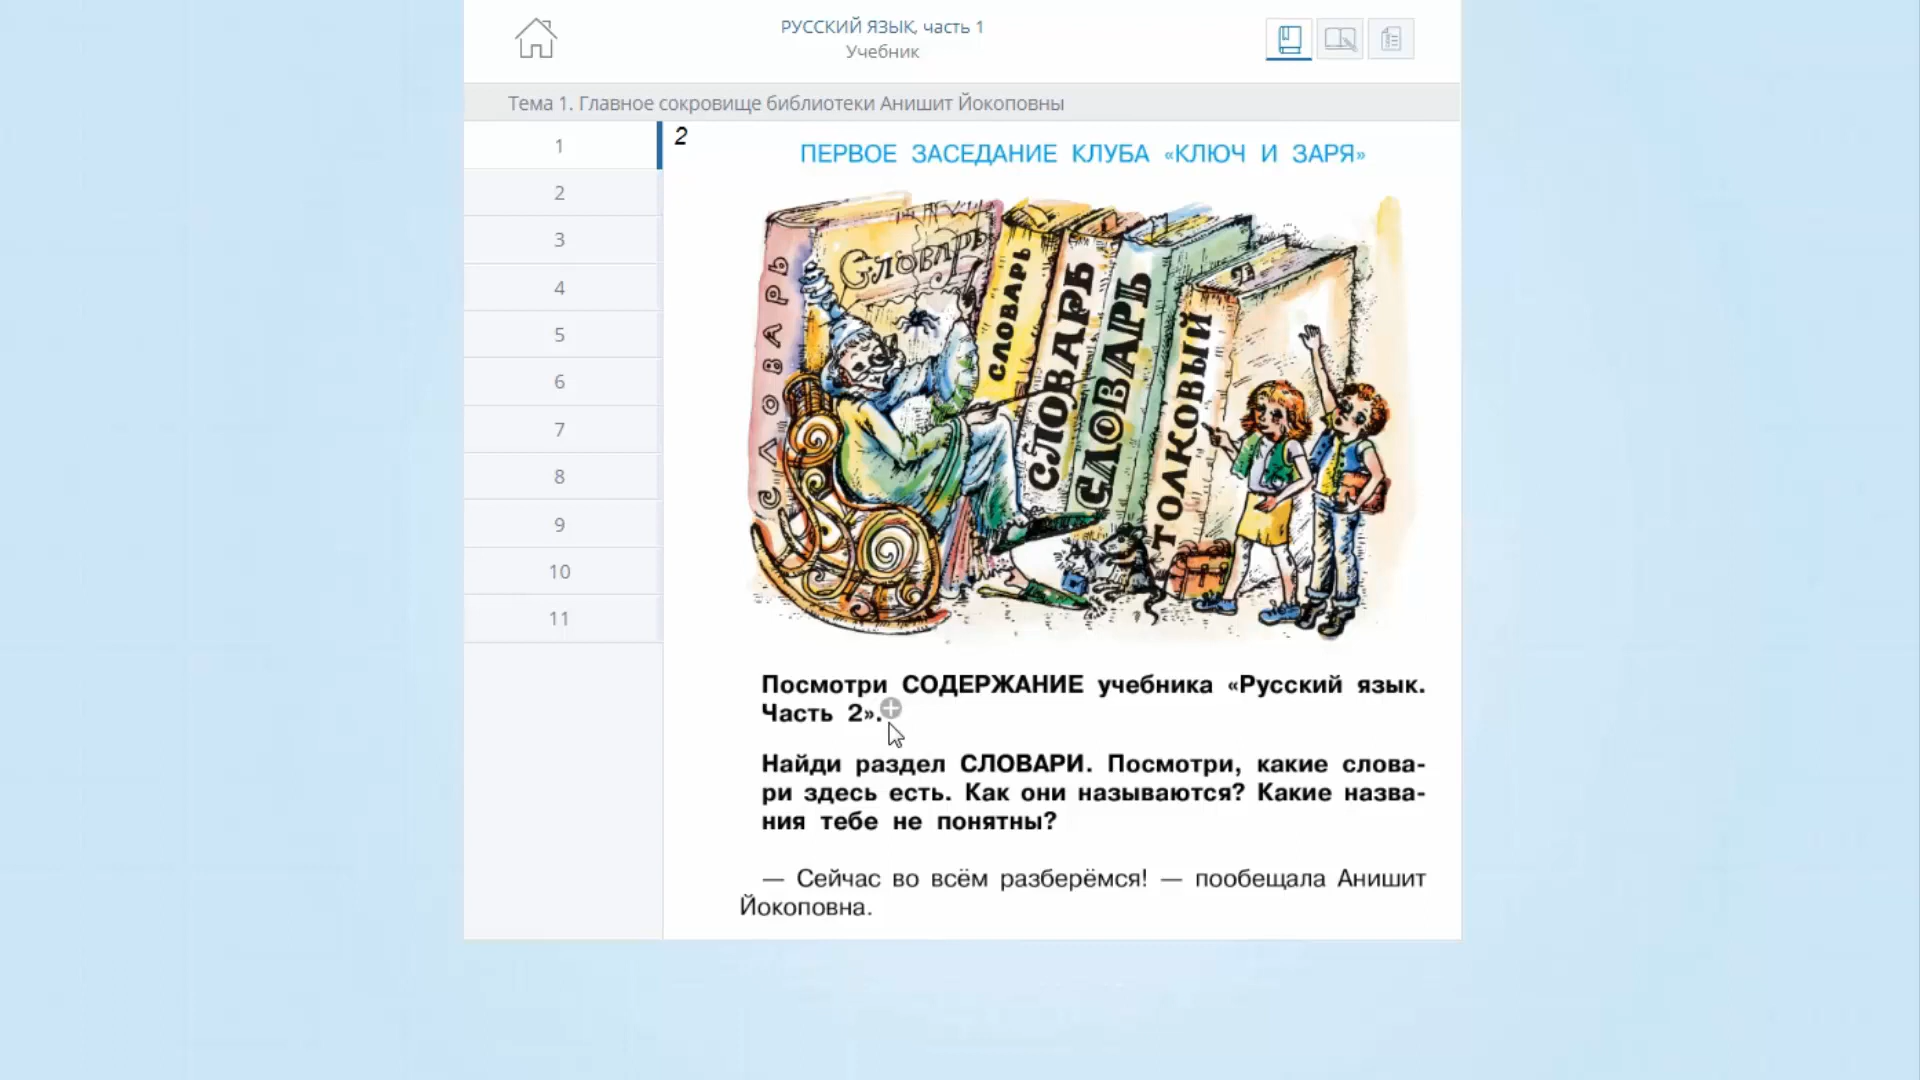 РУССКИЙ ЯЗЫК, часть 1
Учебник
Тема 1. Главное сокровище библиотеки Анишит Йокоповны
1
2
3
4
5
6
7
8
9
10
11
2
ПЕРВОЕ ЗАСЕДАНИЕ КЛУБА «КЛЮЧ И ЗАРЯ»
СЛОВАРЬ
Словарь
СЛОВАРЬ
СЛОВАРЬ
СЛОВАРЬ
ТОЛКОВЫЙ
Посмотри СОДЕРЖАНИЕ учебника «Русский язык.
Часть 2».
Найди раздел СЛОВАРИ. Посмотри, какие слова-
ри здесь есть. Как они называются? Какие назва-
ния тебе не понятны?
— Сейчас во всём разберёмся! — пообещала Анишит
Йокоповна.